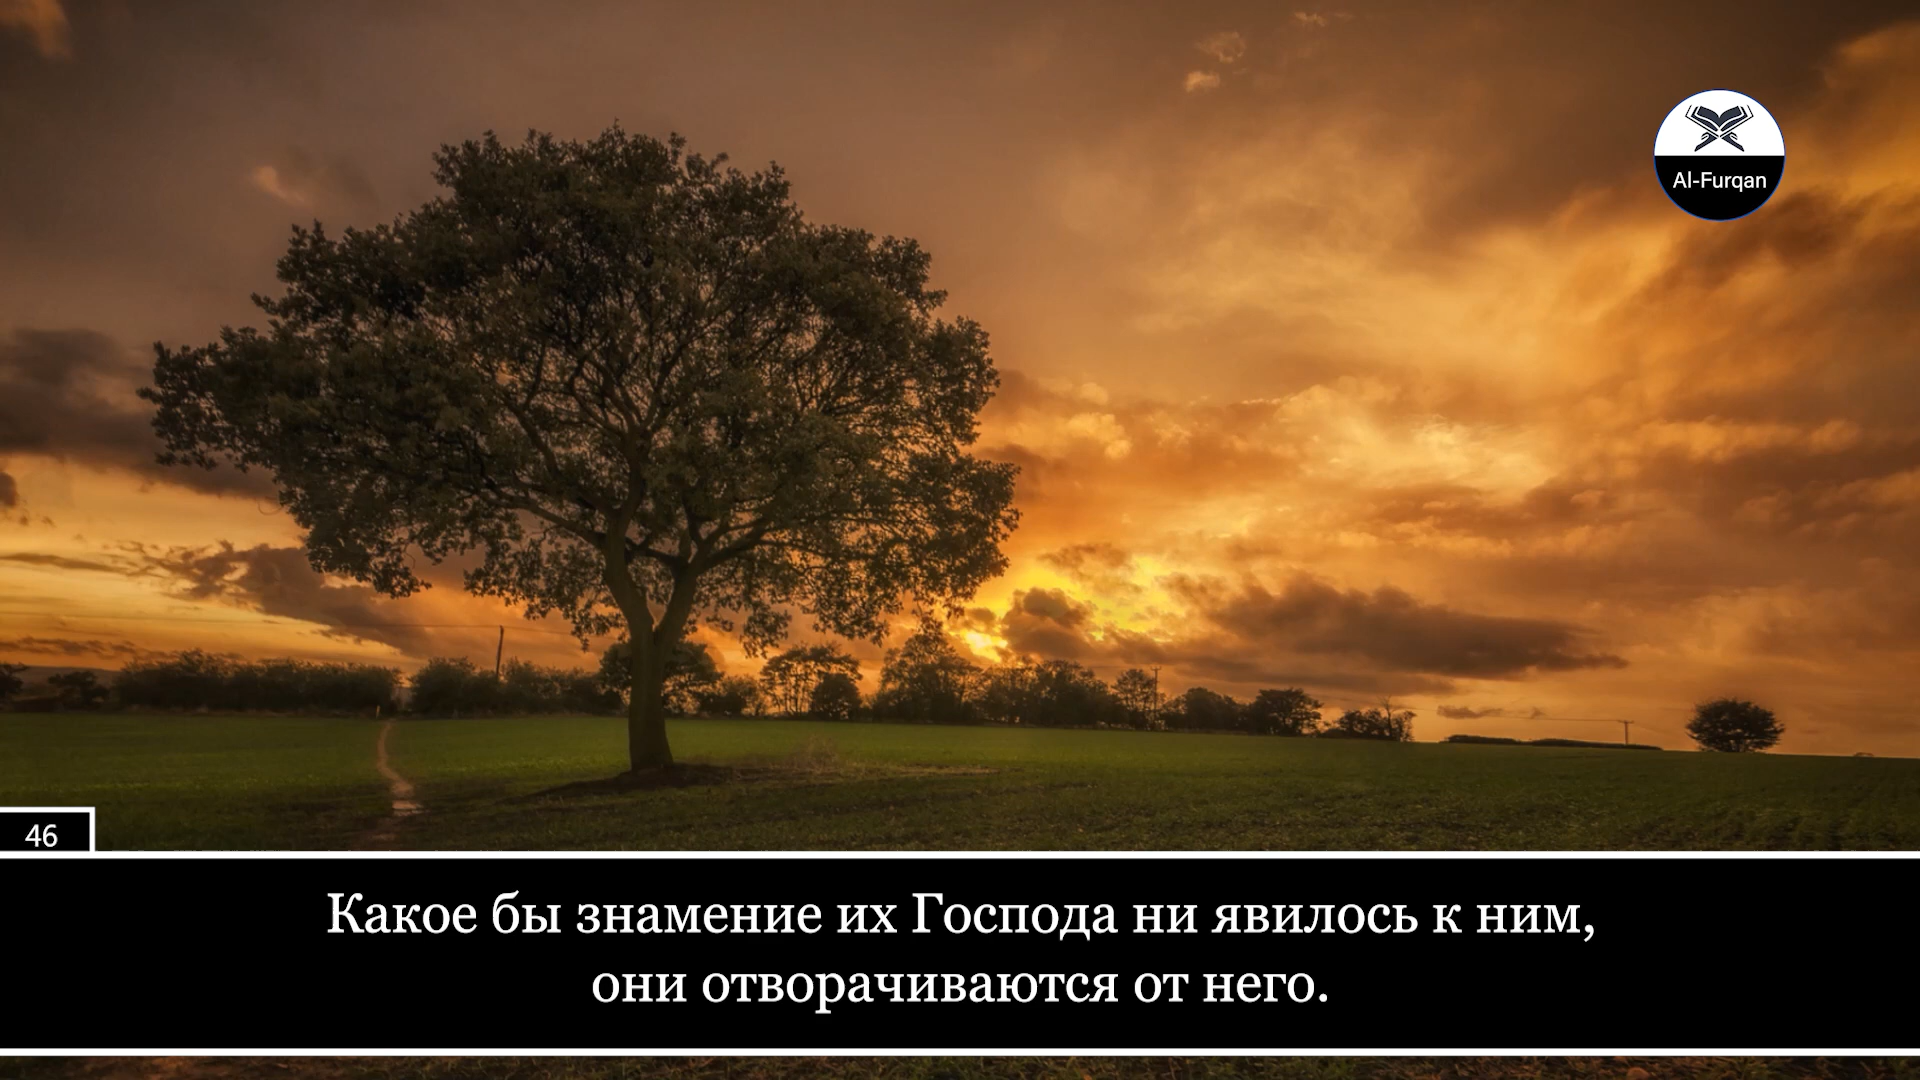 Al-Furqan
46
Какое бы знамение их Господа ни явилось к ним,
они отворачиваются от него.